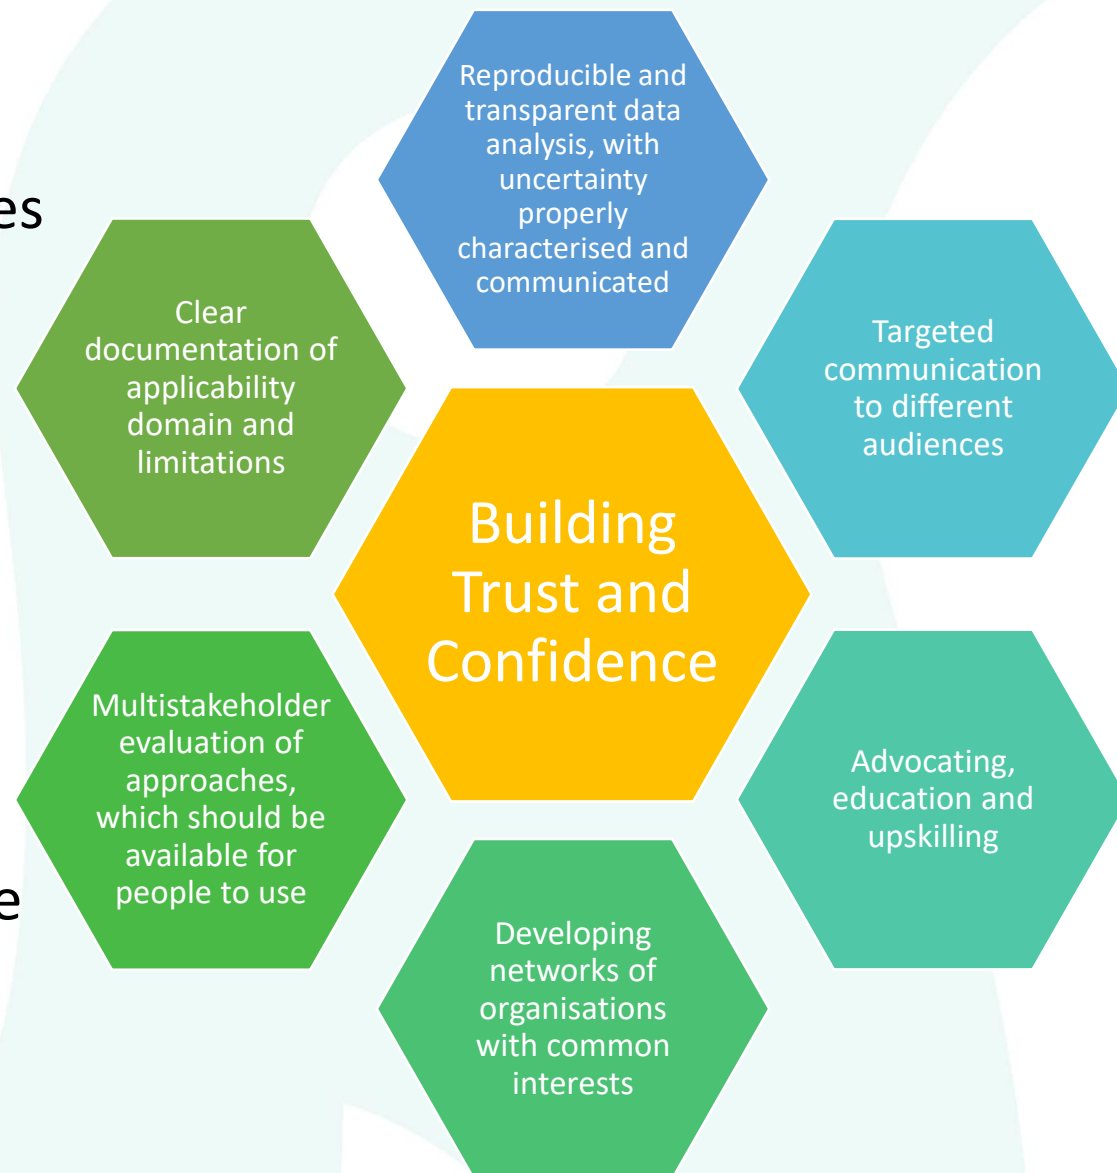 Reproducible and
transparent data
analysis, with
uncertainty
properly
characterised and
communicated
es
Clear
documentation of
applicability
domain and
limitations
Targeted
communication
to different
audiences
Building
Trust and
Confidence
Multistakeholder
evaluation of
approaches,
which should be
available for
people to use
e
Advocating,
education and
upskilling
Developing
networks of
organisations
with common
interests